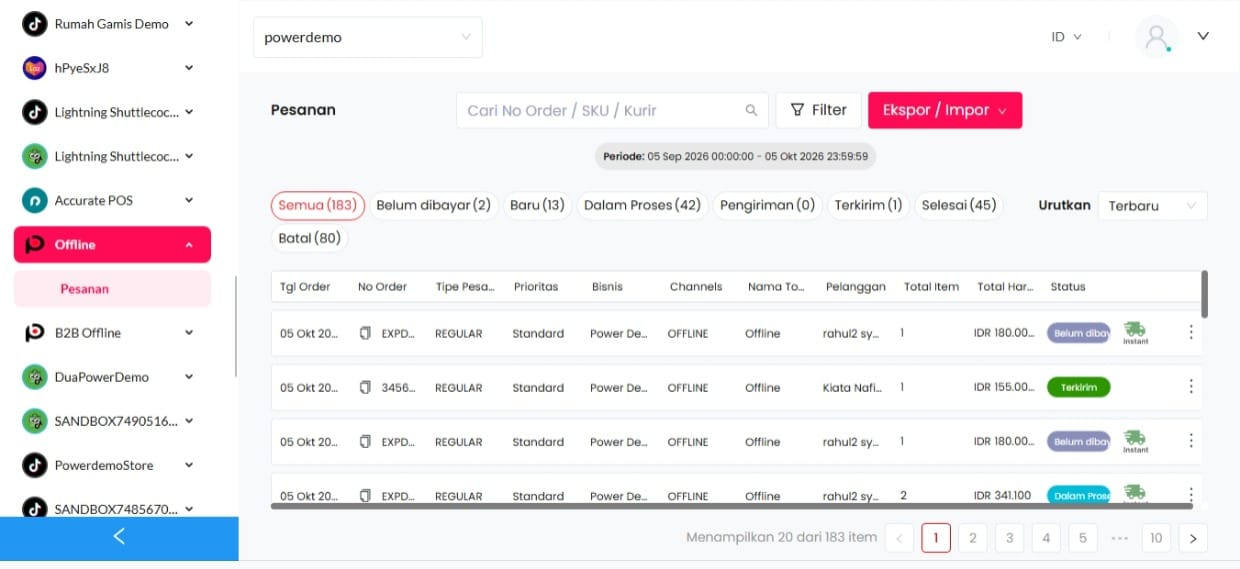 Rumah Gamis Demo
hPyeSxJ8
Lightning Shuttlecoc...
Lightning Shuttlecoc...
Accurate POS
Offline
Pesanan
B2B Offline
DuaPowerDemo
SANDBOX7490516...
PowerdemoStore
SANDBOX7485670...
powerdemo
ID
Pesanan
Cari No Order / SKU / Kurir
Filter
Ekspor / Impor
Periode: 05 Sep 2026 00:00:00 - 05 Okt 2026 23:59:59
Semua (183) Belum dibayar (2) Baru (13) Dalam Proses (42) Pengiriman (0) Terkirim (1) Selesai (45) Urutkan Terbaru
Batal (80)
Tgl Order No Order Tipe Pesa... Prioritas Bisnis Channels Nama To... Pelanggan Total Item Total Har... Status
05 Okt 20... EXPD... REGULAR Standard Power De... OFFLINE Offline rahul2 sy... 1 IDR 180.00... Belum dibay Instant
05 Okt 20... 3456... REGULAR Standard Power De... OFFLINE Offline Kiata Nafi... 1 IDR 155.00... Terkirim
05 Okt 20... EXPD... REGULAR Standard Power De... OFFLINE Offline rahul2 sy... 1 IDR 180.00... Belum dibay Instant
05 Okt 20... EXPD... REGULAR Standard Power De... OFFLINE Offline rahul2 sy... 2 IDR 341.100 Dalam Prose
Menampilkan 20 dari 183 item 1 2 3 4 5 ... 10